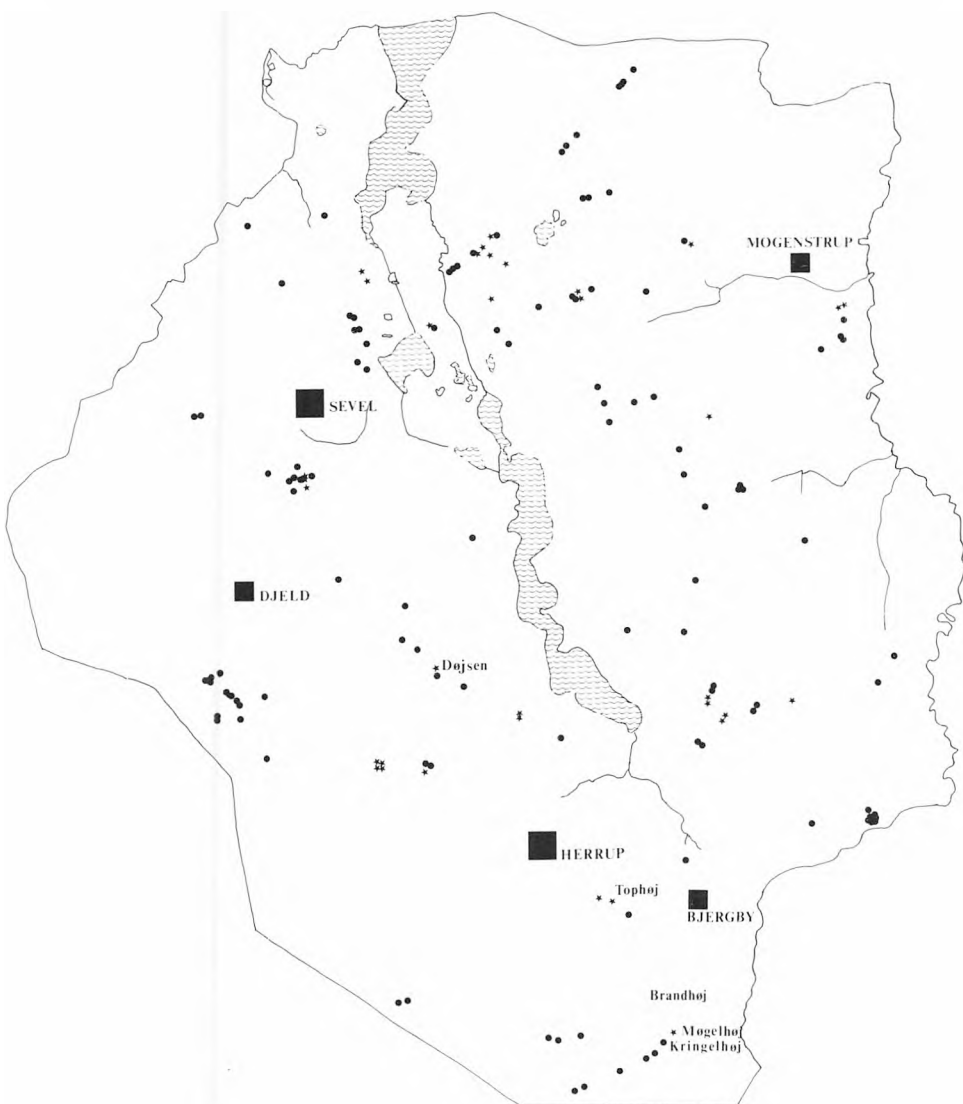 MOGENSTRUP
SEVEL
DJELD
Døjsen
HERRUP
Tophøj
BJERGBY
Brandhøj
Møgelhøj
Kringelhøj